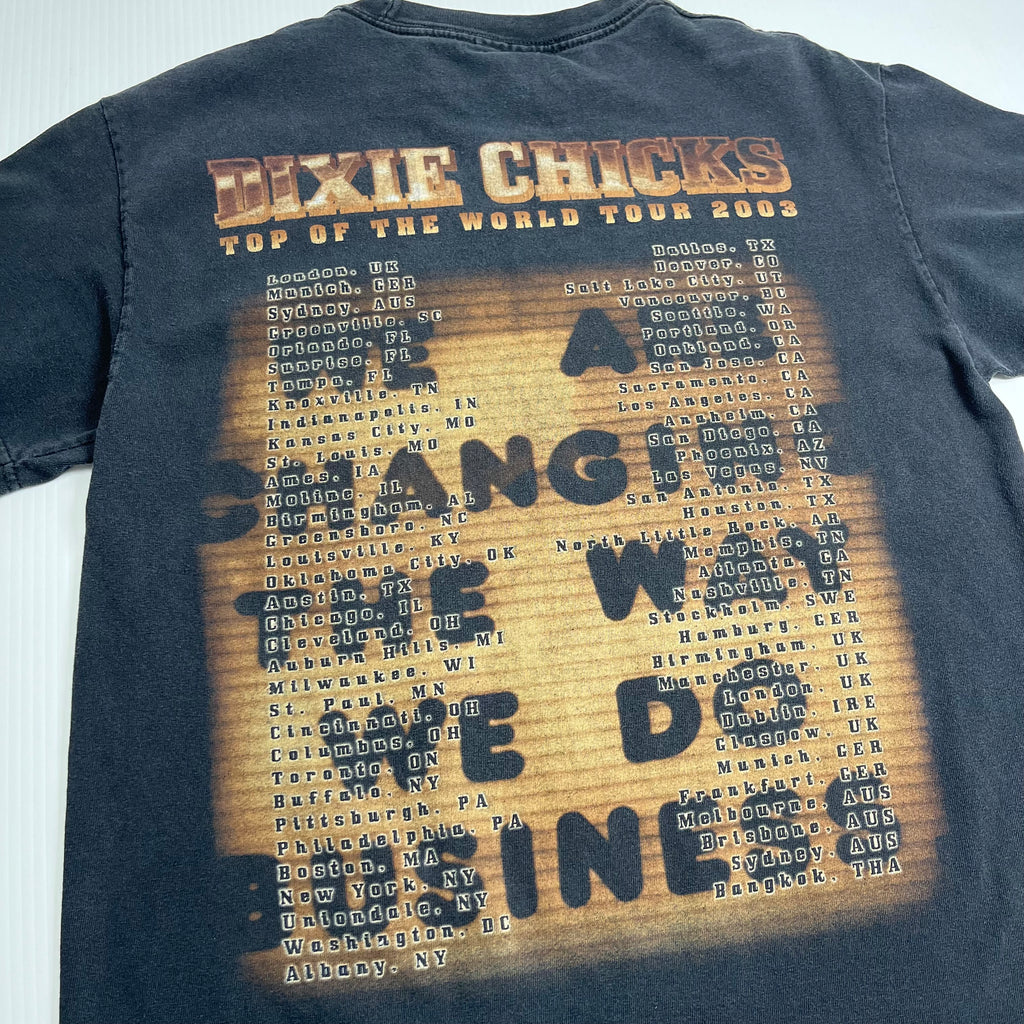 DIXIE CHICKS
TOP OF THE WORLD TOUR 2003
London, UK
Munich, GER
Sydney, AUS
Greenville, SC
Orlando, FL
Sunrise, FL
Tampa, FL
Knoxville, TN
Indianapolis, IN
Kansas City, MO
St. Louis, MO
Ames, IA
Moline, IL
Birmingham, AL
Greensboro, NC
Louisville, KY
Oklahoma City, OK
Austin, TX
Chicago, IL
Cleveland, OH
Auburn Hills, MI
Milwaukee, WI
St. Paul, MN
Cincinnati, OH
Columbus, OH
Toronto, ON
Buffalo, NY
Pittsburgh, PA
Philadelphia, PA
Boston, MA
New York, NY
Uniondale, NY
Washington, DC
Albany, NY
Dallas, TX
Denver, CO
Salt Lake City, UT
Vancouver, BC
Seattle, WA
Portland, OR
Oakland, CA
San Jose, CA
Sacramento, CA
Los Angeles, CA
Anaheim, CA
San Diego, CA
Phoenix, AZ
Las Vegas, NV
San Antonio, TX
Houston, TX
North Little Rock, AR
Memphis, TN
Atlanta, GA
Nashville, TN
Stockholm, SWE
Hamburg, GER
Birmingham, UK
Manchester, UK
London, UK
Dublin, IRE
Glasgow, UK
Munich, GER
Frankfurt, GER
Melbourne, AUS
Brisbane, AUS
Sydney, AUS
Bangkok, THA
WE ARE
CHANGING
THE WAY
WE DO
BUSINESS